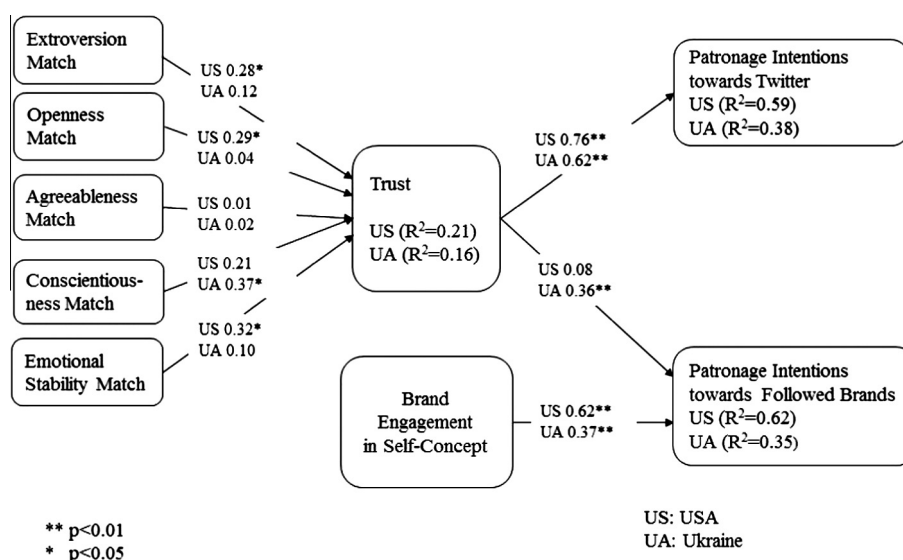 Extroversion
Match
Openness
Match
Agreeableness
Match
Conscientious-
ness Match
Emotional
Stability Match
US 0.28*
UA 0.12
US 0.29*
UA 0.04
US 0.01
UA 0.02
US 0.21
UA 0.37*
US 0.32*
UA 0.10
Trust
US (R²=0.21)
UA (R²=0.16)
Brand
Engagement
in Self-Concept
US 0.76**
UA 0.62**
US 0.08
UA 0.36**
US 0.62**
UA 0.37**
Patronage Intentions
towards Twitter
US (R²=0.59)
UA (R²=0.38)
Patronage Intentions
towards Followed Brands
US (R²=0.62)
UA (R²=0.35)
** p<0.01
* p<0.05
US: USA
UA: Ukraine